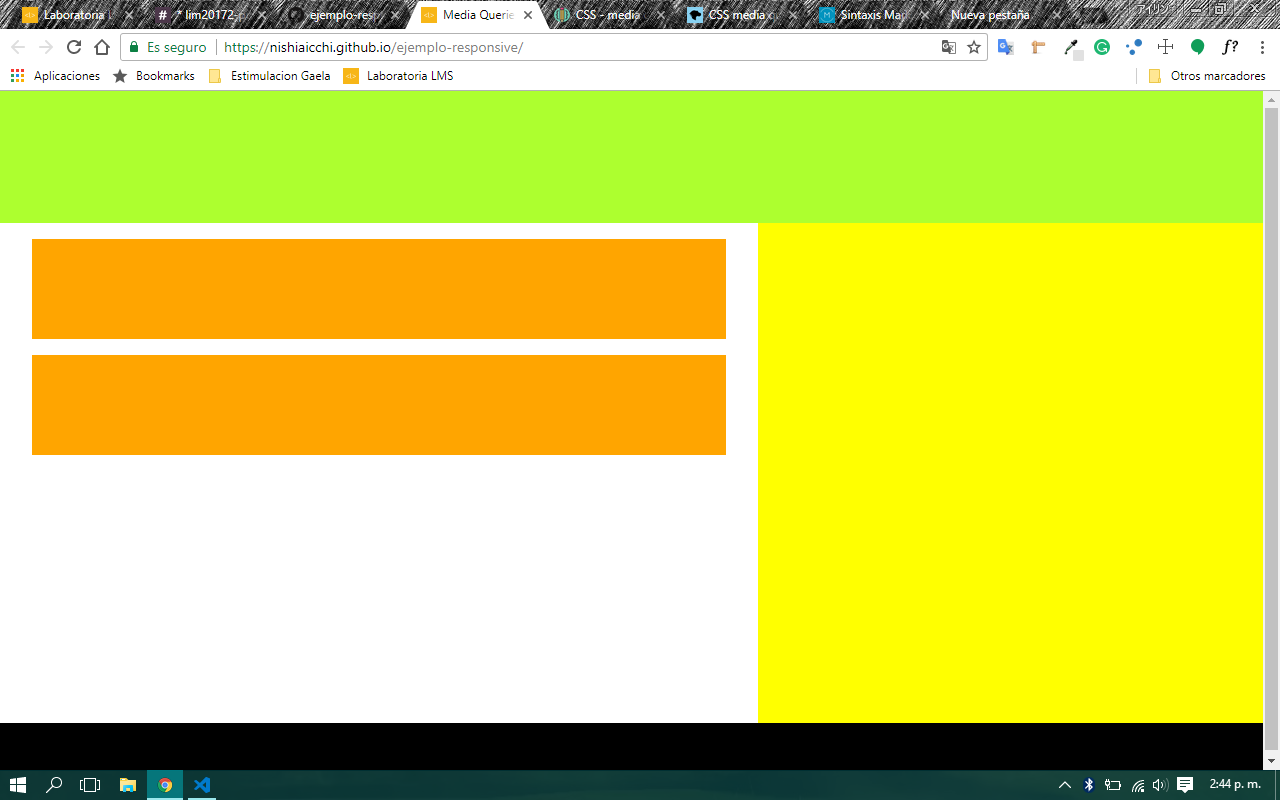 Laboratoria L
# * lim20172-p
ejemplo-resp
Media Querie
CSS - media
CSS media q
Sintaxis Map
Nueva pestaña
Es seguro
https://nishiaicchi.github.io/ejemplo-responsive/
f?
Aplicaciones
Bookmarks
Estimulacion Gaela
Laboratoria LMS
Otros marcadores
2:44 p. m.